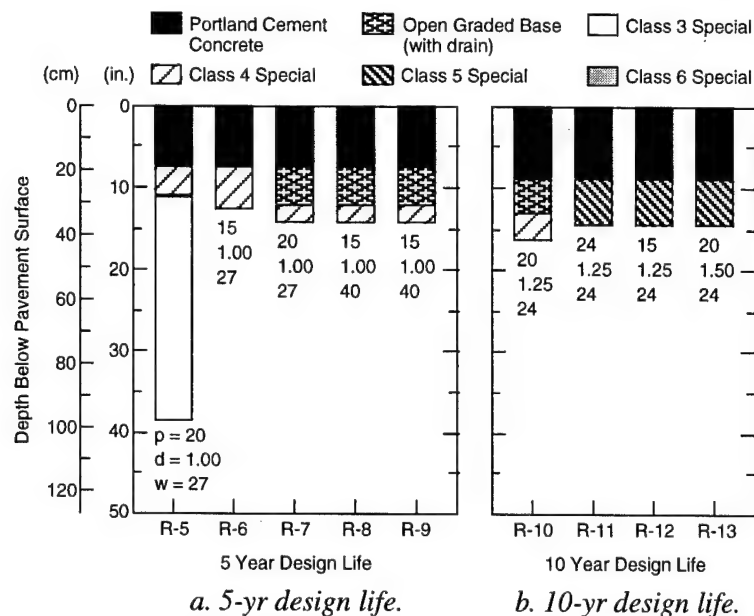 Portland Cement Concrete
Open Graded Base (with drain)
Class 3 Special
Class 4 Special
Class 5 Special
Class 6 Special
(cm) (in.)
Depth Below Pavement Surface
0
20
40
60
80
100
120
0
10
20
30
40
50
p = 20
d = 1.00
w = 27
15
1.00
27
20
1.00
27
15
1.00
40
15
1.00
40
R-5 R-6 R-7 R-8 R-9
5 Year Design Life
a. 5-yr design life.
20
1.25
24
24
1.25
24
15
1.25
24
20
1.50
24
R-10 R-11 R-12 R-13
10 Year Design Life
b. 10-yr design life.